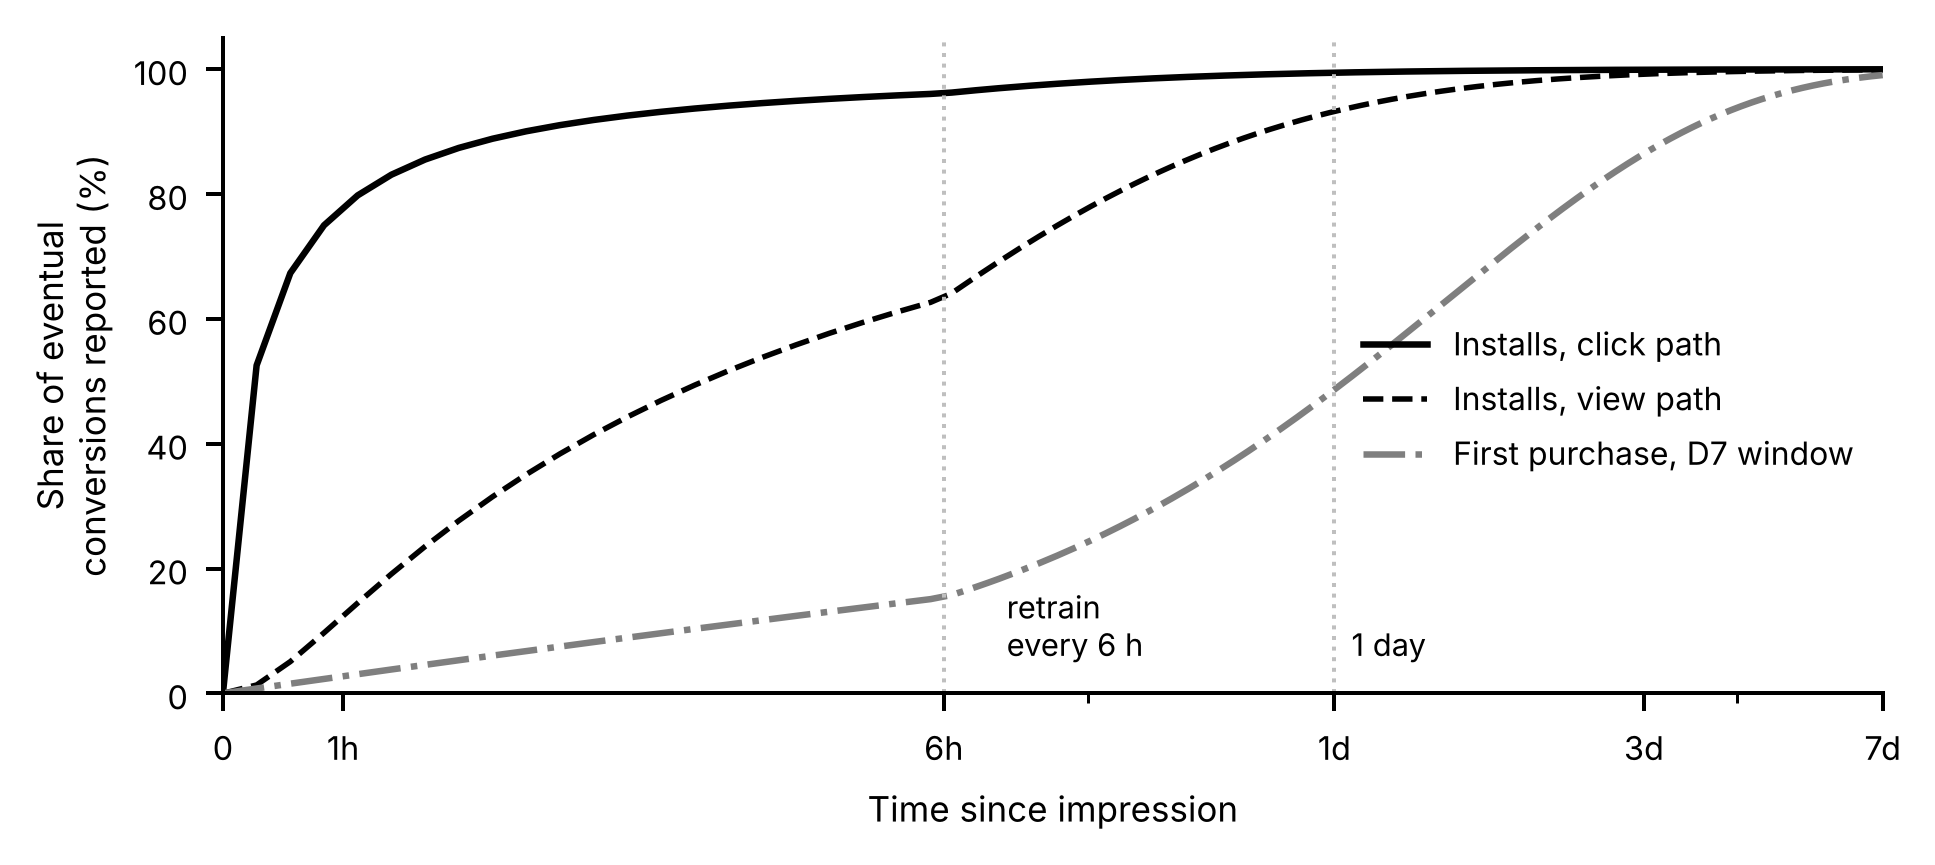 Share of eventual
conversions reported (%)
100
80
60
40
20
0
Installs, click path
Installs, view path
First purchase, D7 window
retrain
every 6 h
1 day
0
1h
6h
1d
3d
7d
Time since impression